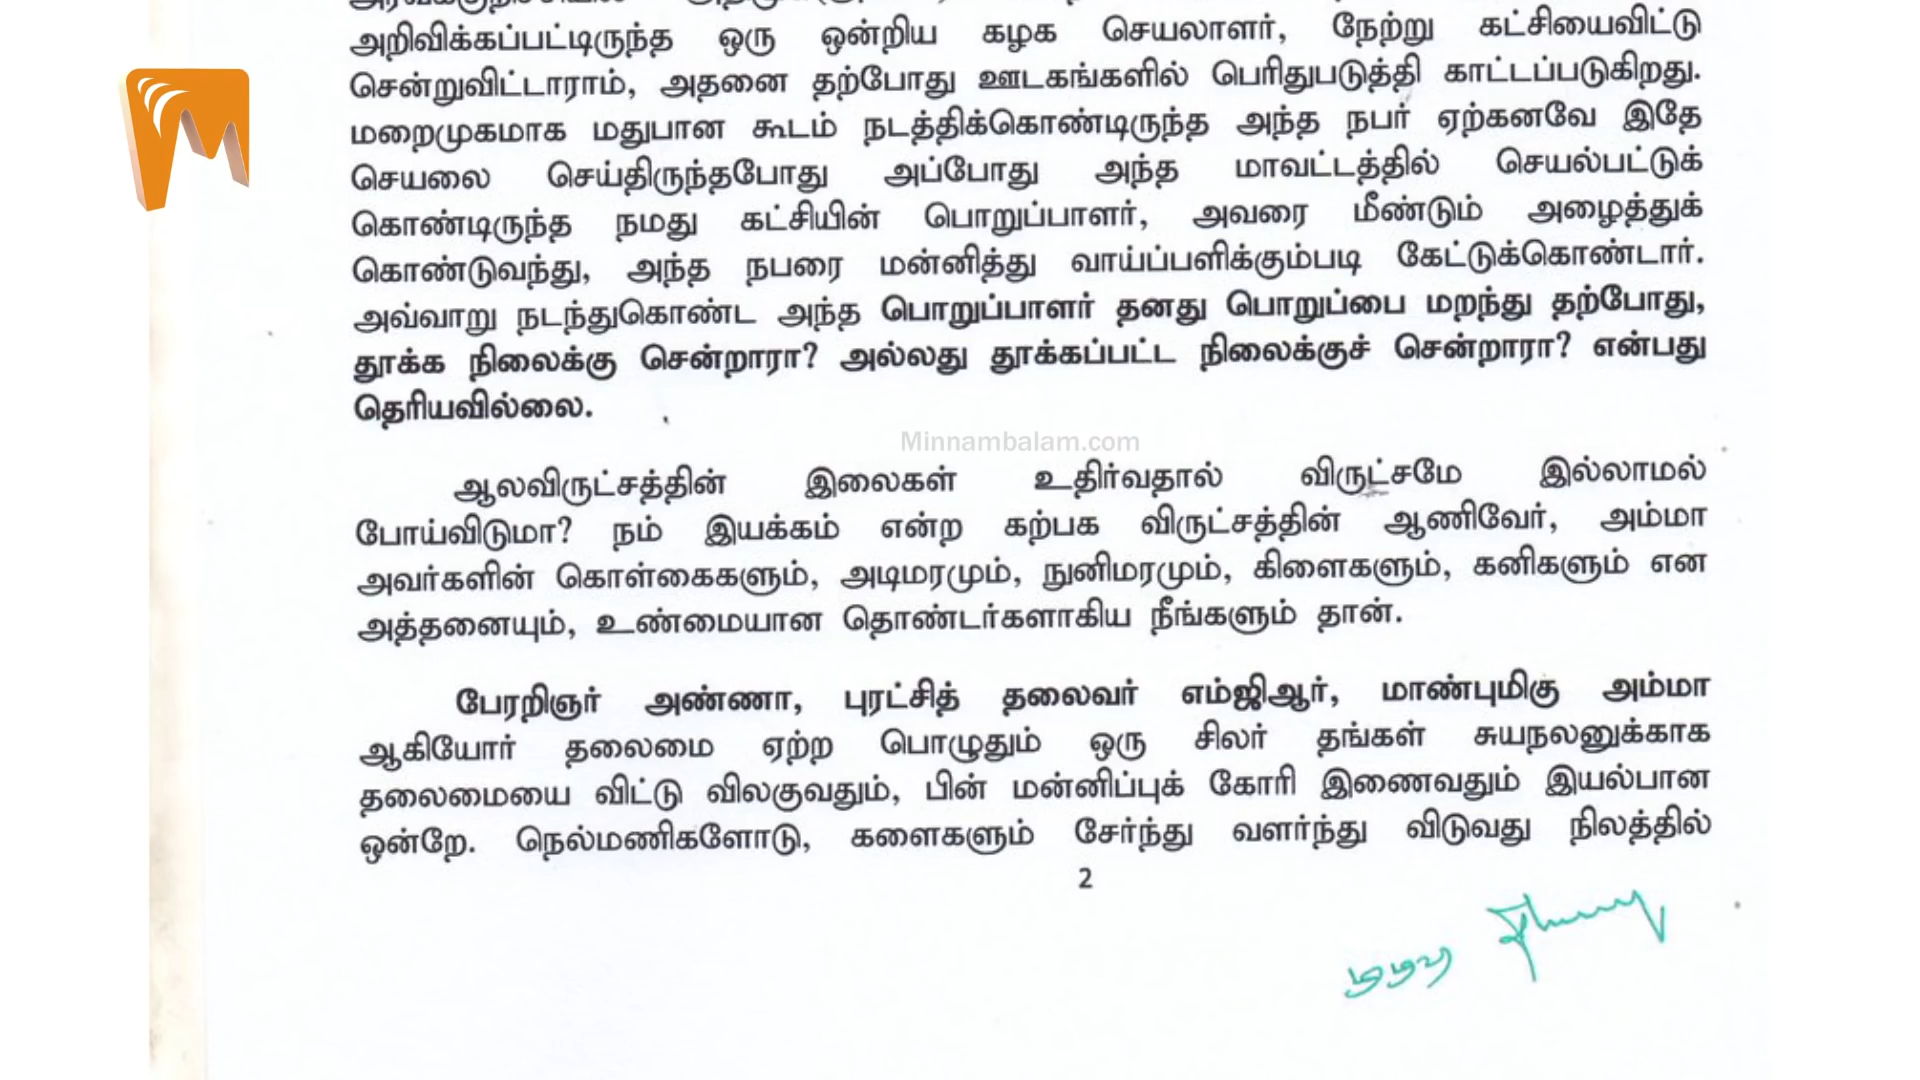 அறிவிக்கப்பட்டிருந்த ஒரு ஒன்றிய கழக செயலாளர், நேற்று கட்சியைவிட்டு
சென்றுவிட்டாராம், அதனை தற்போது ஊடகங்களில் பெரிதுபடுத்தி காட்டப்படுகிறது.
மறைமுகமாக மதுபான கூடம் நடத்திக்கொண்டிருந்த அந்த நபர் ஏற்கனவே இதே
செயலை செய்திருந்தபோது அப்போது அந்த மாவட்டத்தில் செயல்பட்டுக்
கொண்டிருந்த நமது கட்சியின் பொறுப்பாளர், அவரை மீண்டும் அழைத்துக்
கொண்டுவந்து, அந்த நபரை மன்னித்து வாய்ப்பளிக்கும்படி கேட்டுக்கொண்டார்.
அவ்வாறு நடந்துகொண்ட அந்த பொறுப்பாளர் தனது பொறுப்பை மறந்து தற்போது,
தூக்க நிலைக்கு சென்றாரா? அல்லது தூக்கப்பட்ட நிலைக்குச் சென்றாரா? என்பது
தெரியவில்லை.
Minnambalam.com
ஆலவிருட்சத்தின் இலைகள் உதிர்வதால் விருட்சமே இல்லாமல்
போய்விடுமா? நம் இயக்கம் என்ற கற்பக விருட்சத்தின் ஆணிவேர், அம்மா
அவர்களின் கொள்கைகளும், அடிமரமும், நுனிமரமும், கிளைகளும், கனிகளும் என
அத்தனையும், உண்மையான தொண்டர்களாகிய நீங்களும் தான்.
பேரறிஞர் அண்ணா, புரட்சித் தலைவர் எம்ஜிஆர், மாண்புமிகு அம்மா
ஆகியோர் தலைமை ஏற்ற பொழுதும் ஒரு சிலர் தங்கள் சுயநலனுக்காக
தலைமையை விட்டு விலகுவதும், பின் மன்னிப்புக் கோரி இணைவதும் இயல்பான
ஒன்றே. நெல்மணிகளோடு, களைகளும் சேர்ந்து வளர்ந்து விடுவது நிலத்தில்
2